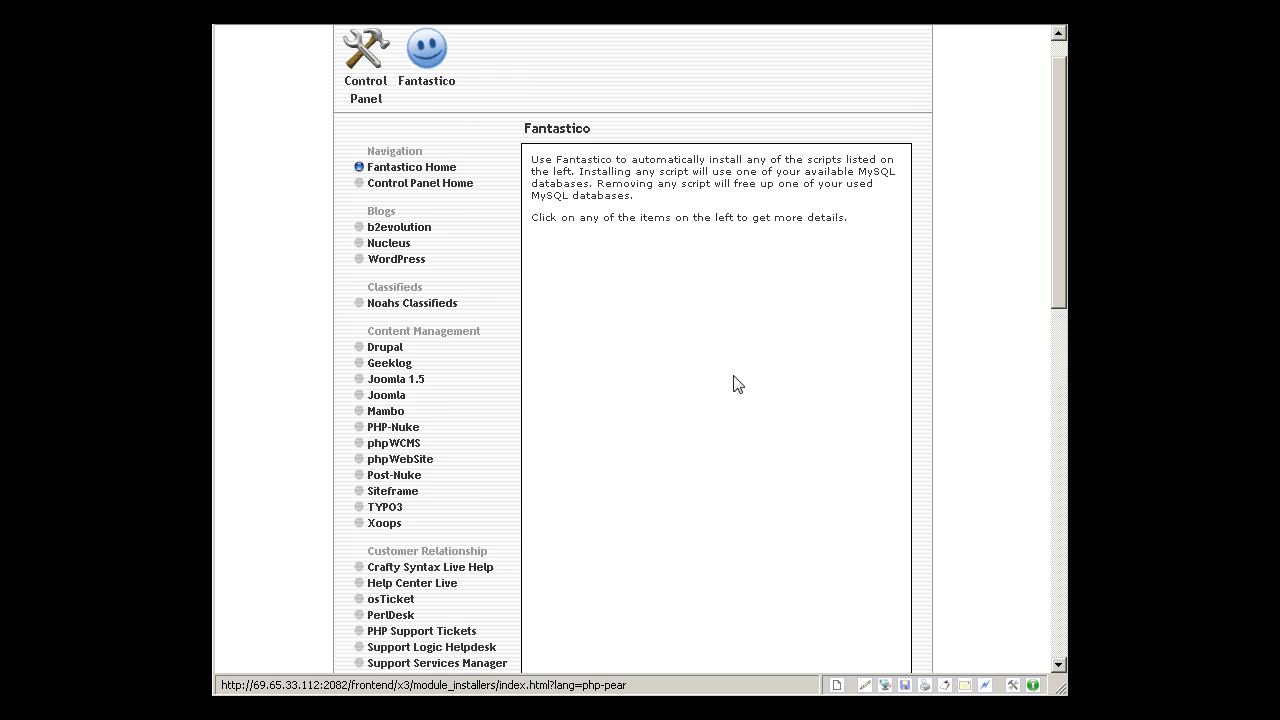 Control Panel
Fantastico
Fantastico
Navigation
Fantastico Home
Control Panel Home
Blogs
b2evolution
Nucleus
WordPress
Classifieds
Noahs Classifieds
Content Management
Drupal
Geeklog
Joomla 1.5
Joomla
Mambo
PHP-Nuke
phpWCMS
phpWebSite
Post-Nuke
Siteframe
TYPO3
Xoops
Customer Relationship
Crafty Syntax Live Help
Help Center Live
osTicket
PerlDesk
PHP Support Tickets
Support Logic Helpdesk
Support Services Manager
Use Fantastico to automatically install any of the scripts listed on
the left. Installing any script will use one of your available MySQL
databases. Removing any script will free up one of your used
MySQL databases.
Click on any of the items on the left to get more details.
http://69.65.33.112:2082/frontend/x3/module_installers/index.html?lang=php-pear